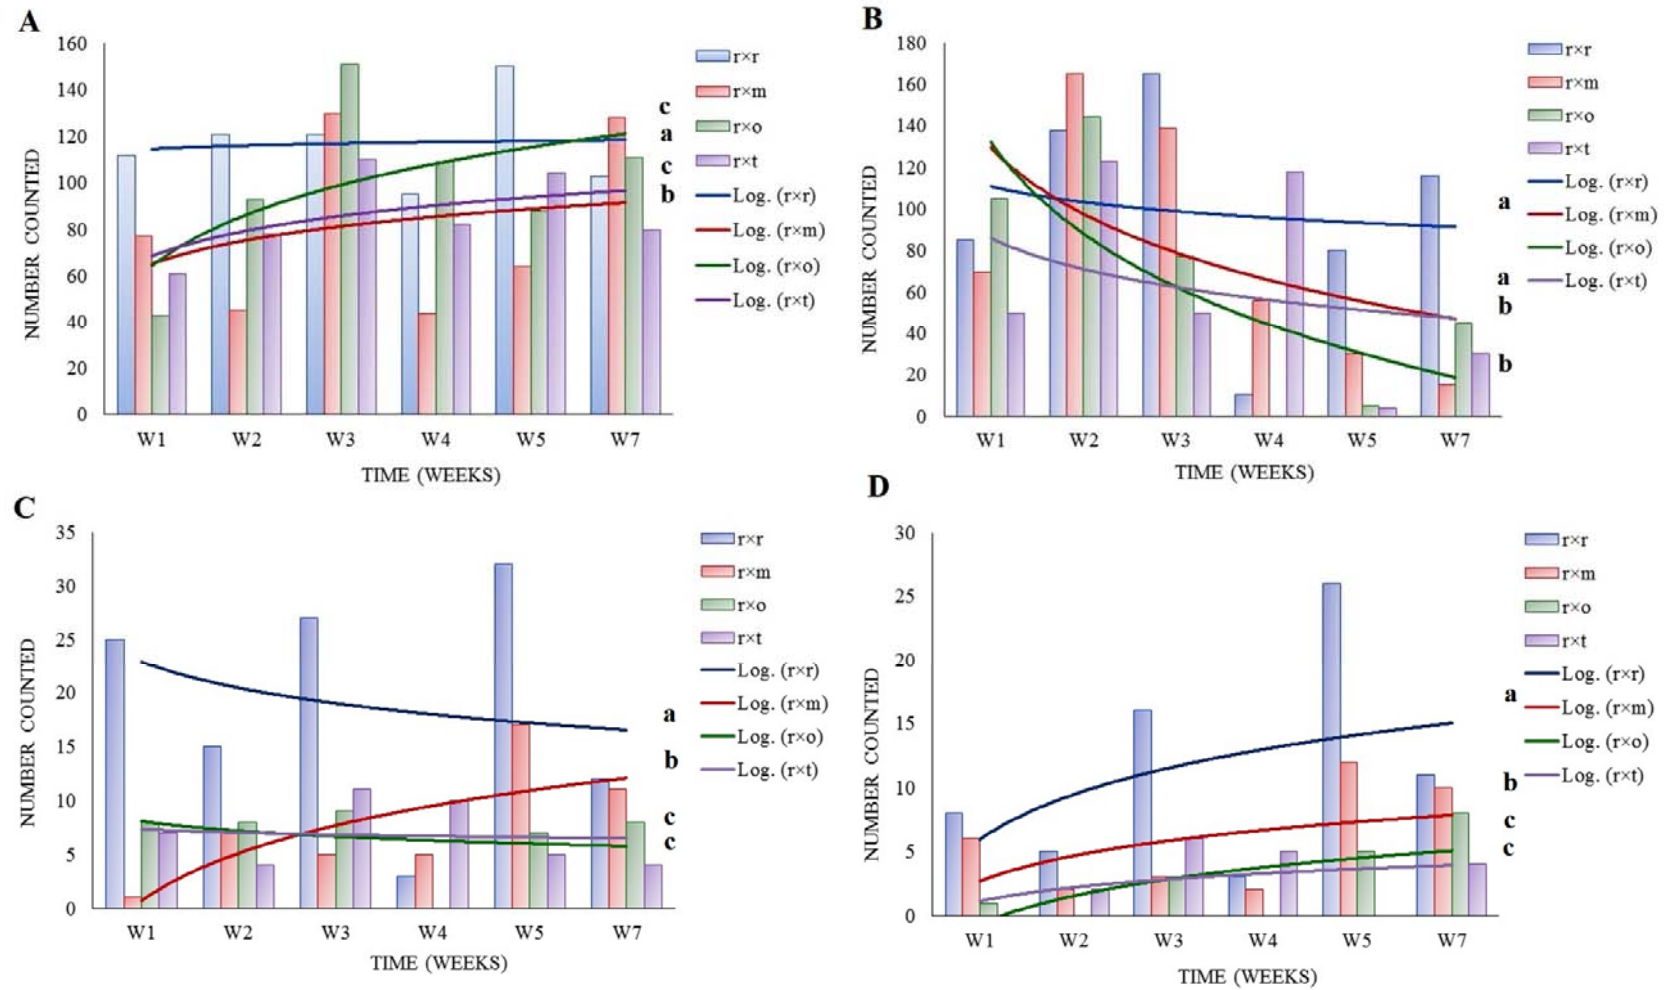 A
160
140
120
100
80
60
40
20
0
NUMBER COUNTED
W1 W2 W3 W4 W5 W7
TIME (WEEKS)
r×r
r×m
r×o
r×t
Log. (r×r)
Log. (r×m)
Log. (r×o)
Log. (r×t)
c
a
c
b
B
180
160
140
120
100
80
60
40
20
0
NUMBER COUNTED
W1 W2 W3 W4 W5 W7
TIME (WEEKS)
r×r
r×m
r×o
r×t
Log. (r×r)
Log. (r×m)
Log. (r×o)
Log. (r×t)
a
a
b
b
C
35
30
25
20
15
10
5
0
NUMBER COUNTED
W1 W2 W3 W4 W5 W7
TIME (WEEKS)
r×r
r×m
r×o
r×t
Log. (r×r)
Log. (r×m)
Log. (r×o)
Log. (r×t)
a
b
c
c
D
30
25
20
15
10
5
0
NUMBER COUNTED
W1 W2 W3 W4 W5 W7
TIME (WEEKS)
r×r
r×m
r×o
r×t
Log. (r×r)
Log. (r×m)
Log. (r×o)
Log. (r×t)
a
b
c
c